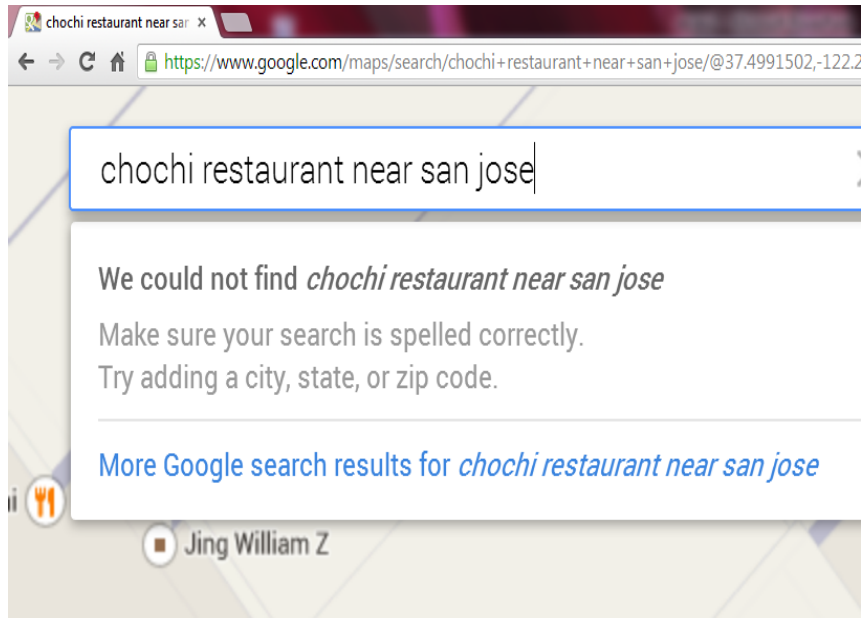 chochi restaurant near sar
https://www.google.com/maps/search/chochi+restaurant+near+san+jose/@37.4991502,-122.2
chochi restaurant near san jose
We could not find chochi restaurant near san jose
Make sure your search is spelled correctly.
Try adding a city, state, or zip code.
More Google search results for chochi restaurant near san jose
Jing William Z